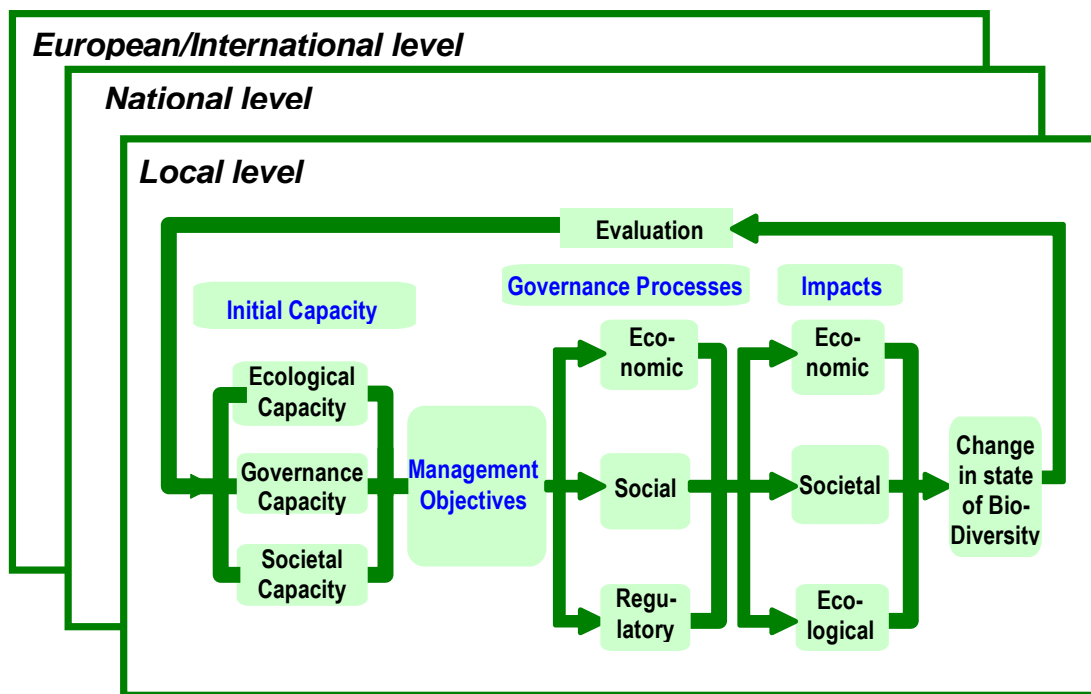 European/International level
National level
Local level
Evaluation
Governance Processes
Impacts
Initial Capacity
Eco-
nomic
Eco-
nomic
Ecological
Capacity
Governance
Capacity
Societal
Capacity
Management
Objectives
Social
Societal
Change
in state
of Bio-
Diversity
Regu-
latory
Eco-
logical